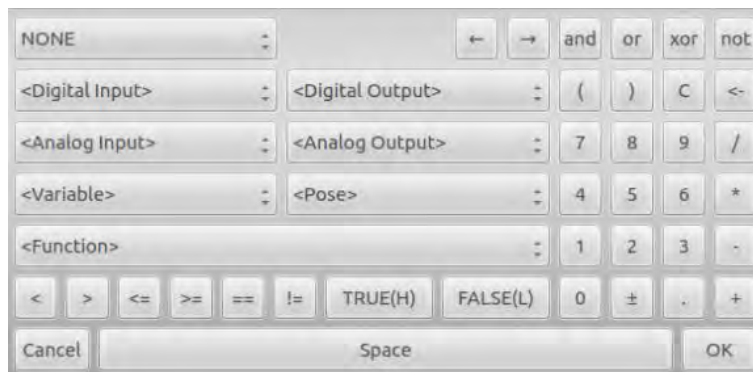 NONE ← → and or xor not
<Digital Input> <Digital Output> ( ) C <-
<Analog Input> <Analog Output> 7 8 9 /
<Variable> <Pose> 4 5 6 *
<Function> 1 2 3 -
< > <= >= == != TRUE(H) FALSE(L) 0 ± . +
Cancel Space OK